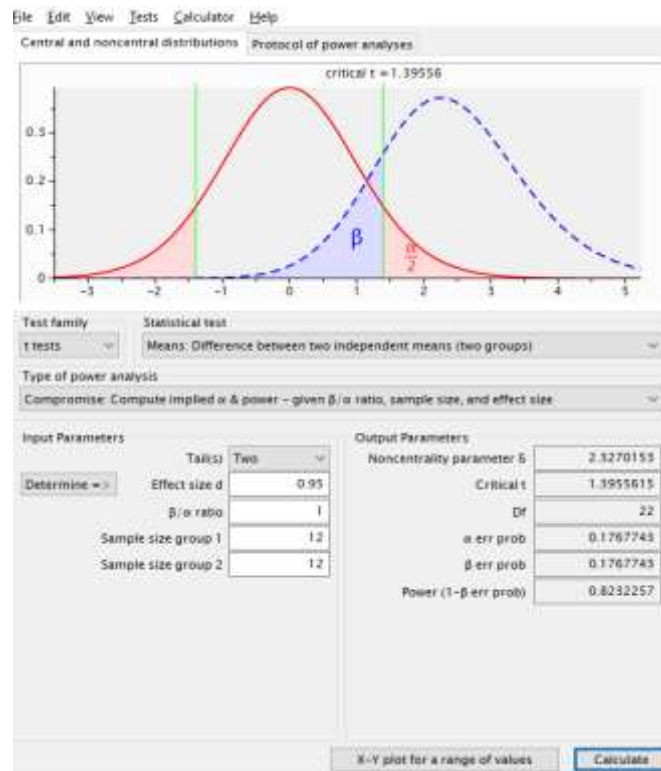 File Edit View Tests Calculator Help
Central and noncentral distributions Protocol of power analyses
critical t = 1.39556
0.3
0.2
0.1
0
β
α
2
-3 -2 -1 0 1 2 3 4 5
Test family Statistical test
t tests Means: Difference between two independent means (two groups)
Type of power analysis
Compromise: Compute implied α & power – given β/α ratio, sample size, and effect size
Input Parameters Output Parameters
Tail(s) Two Noncentrality parameter δ 2.3270153
Determine => Effect size d 0.95 Critical t 1.3955615
β/α ratio 1 Df 22
Sample size group 1 12 α err prob 0.1767743
Sample size group 2 12 β err prob 0.1767743
Power (1-β err prob) 0.8232257
X-Y plot for a range of values Calculate